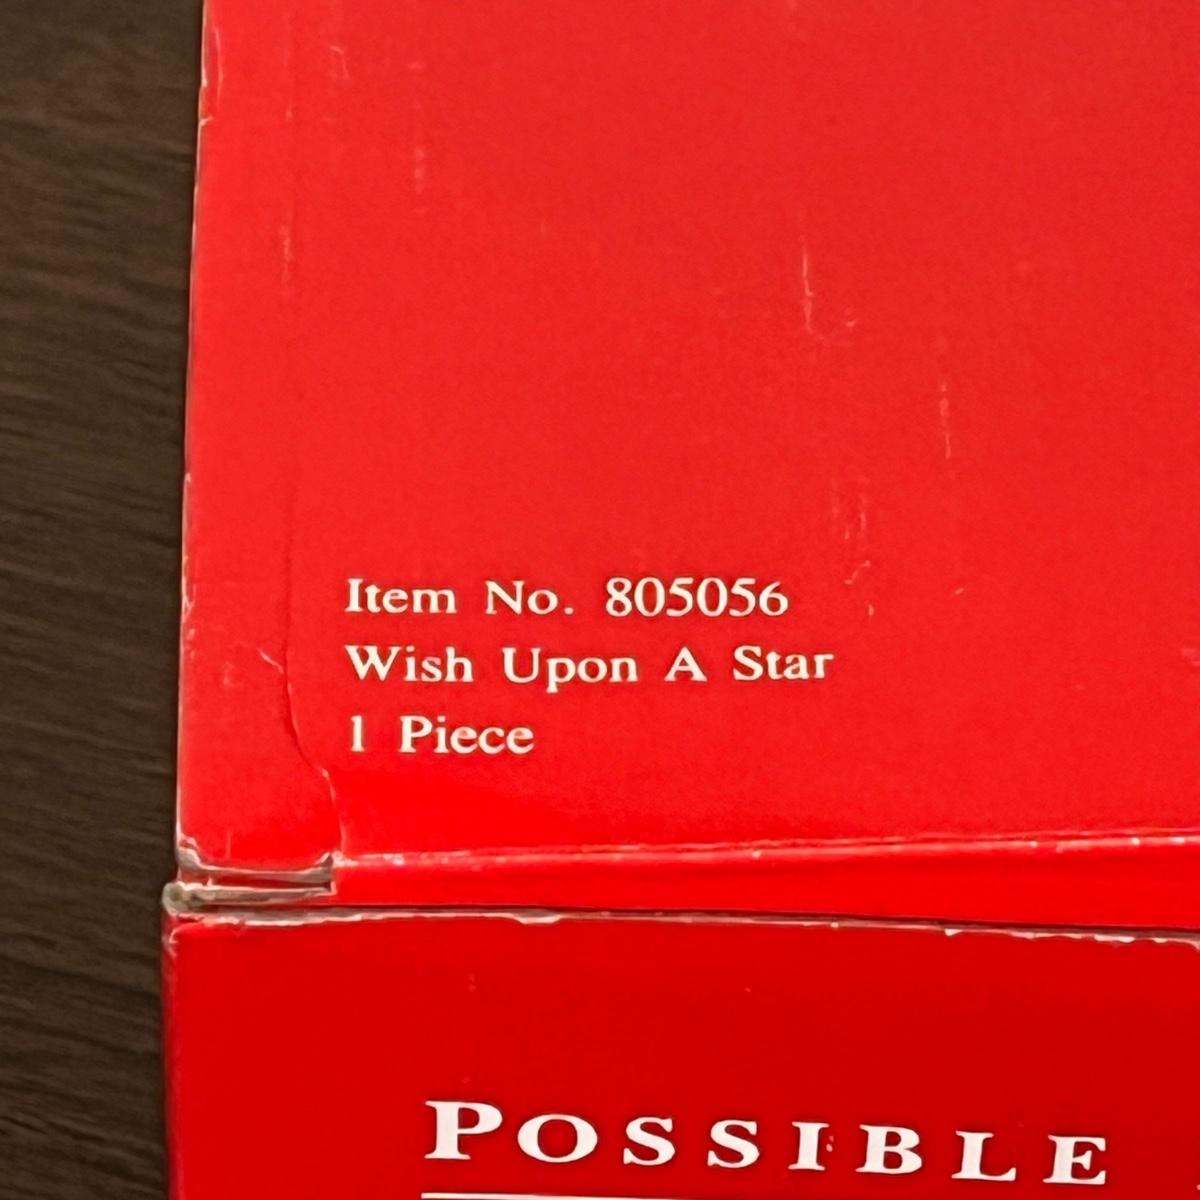 Item No. 805056
Wish Upon A Star
1 Piece
POSSIBLE